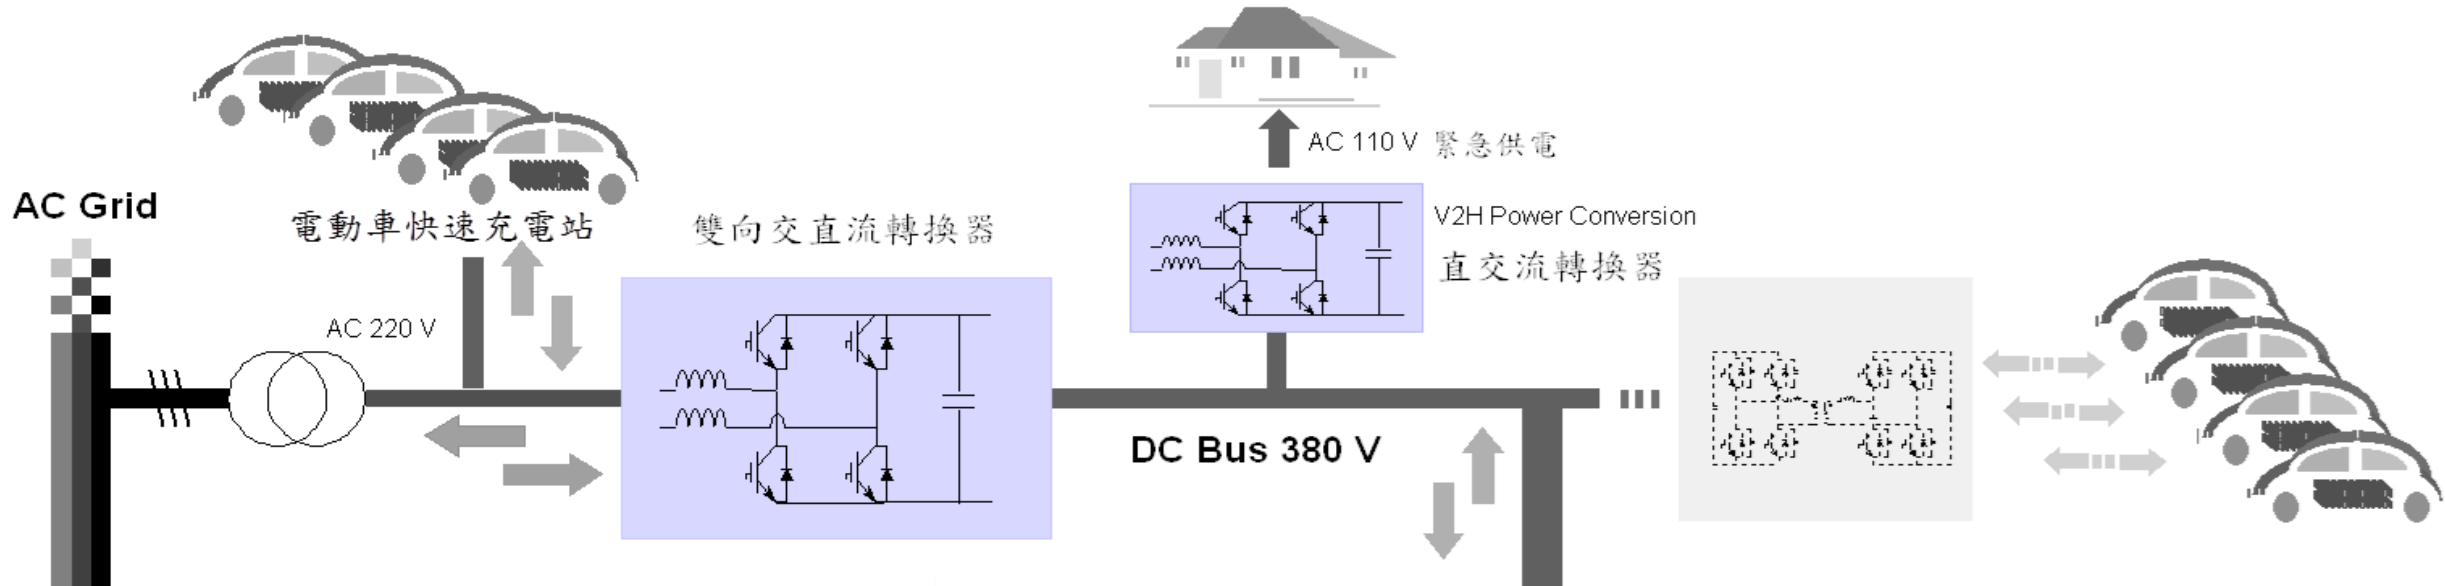 AC Grid
電動車快速充電站
AC 220 V
雙向交直流轉換器
AC 110 V 緊急供電
V2H Power Conversion
直交流轉換器
DC Bus 380 V